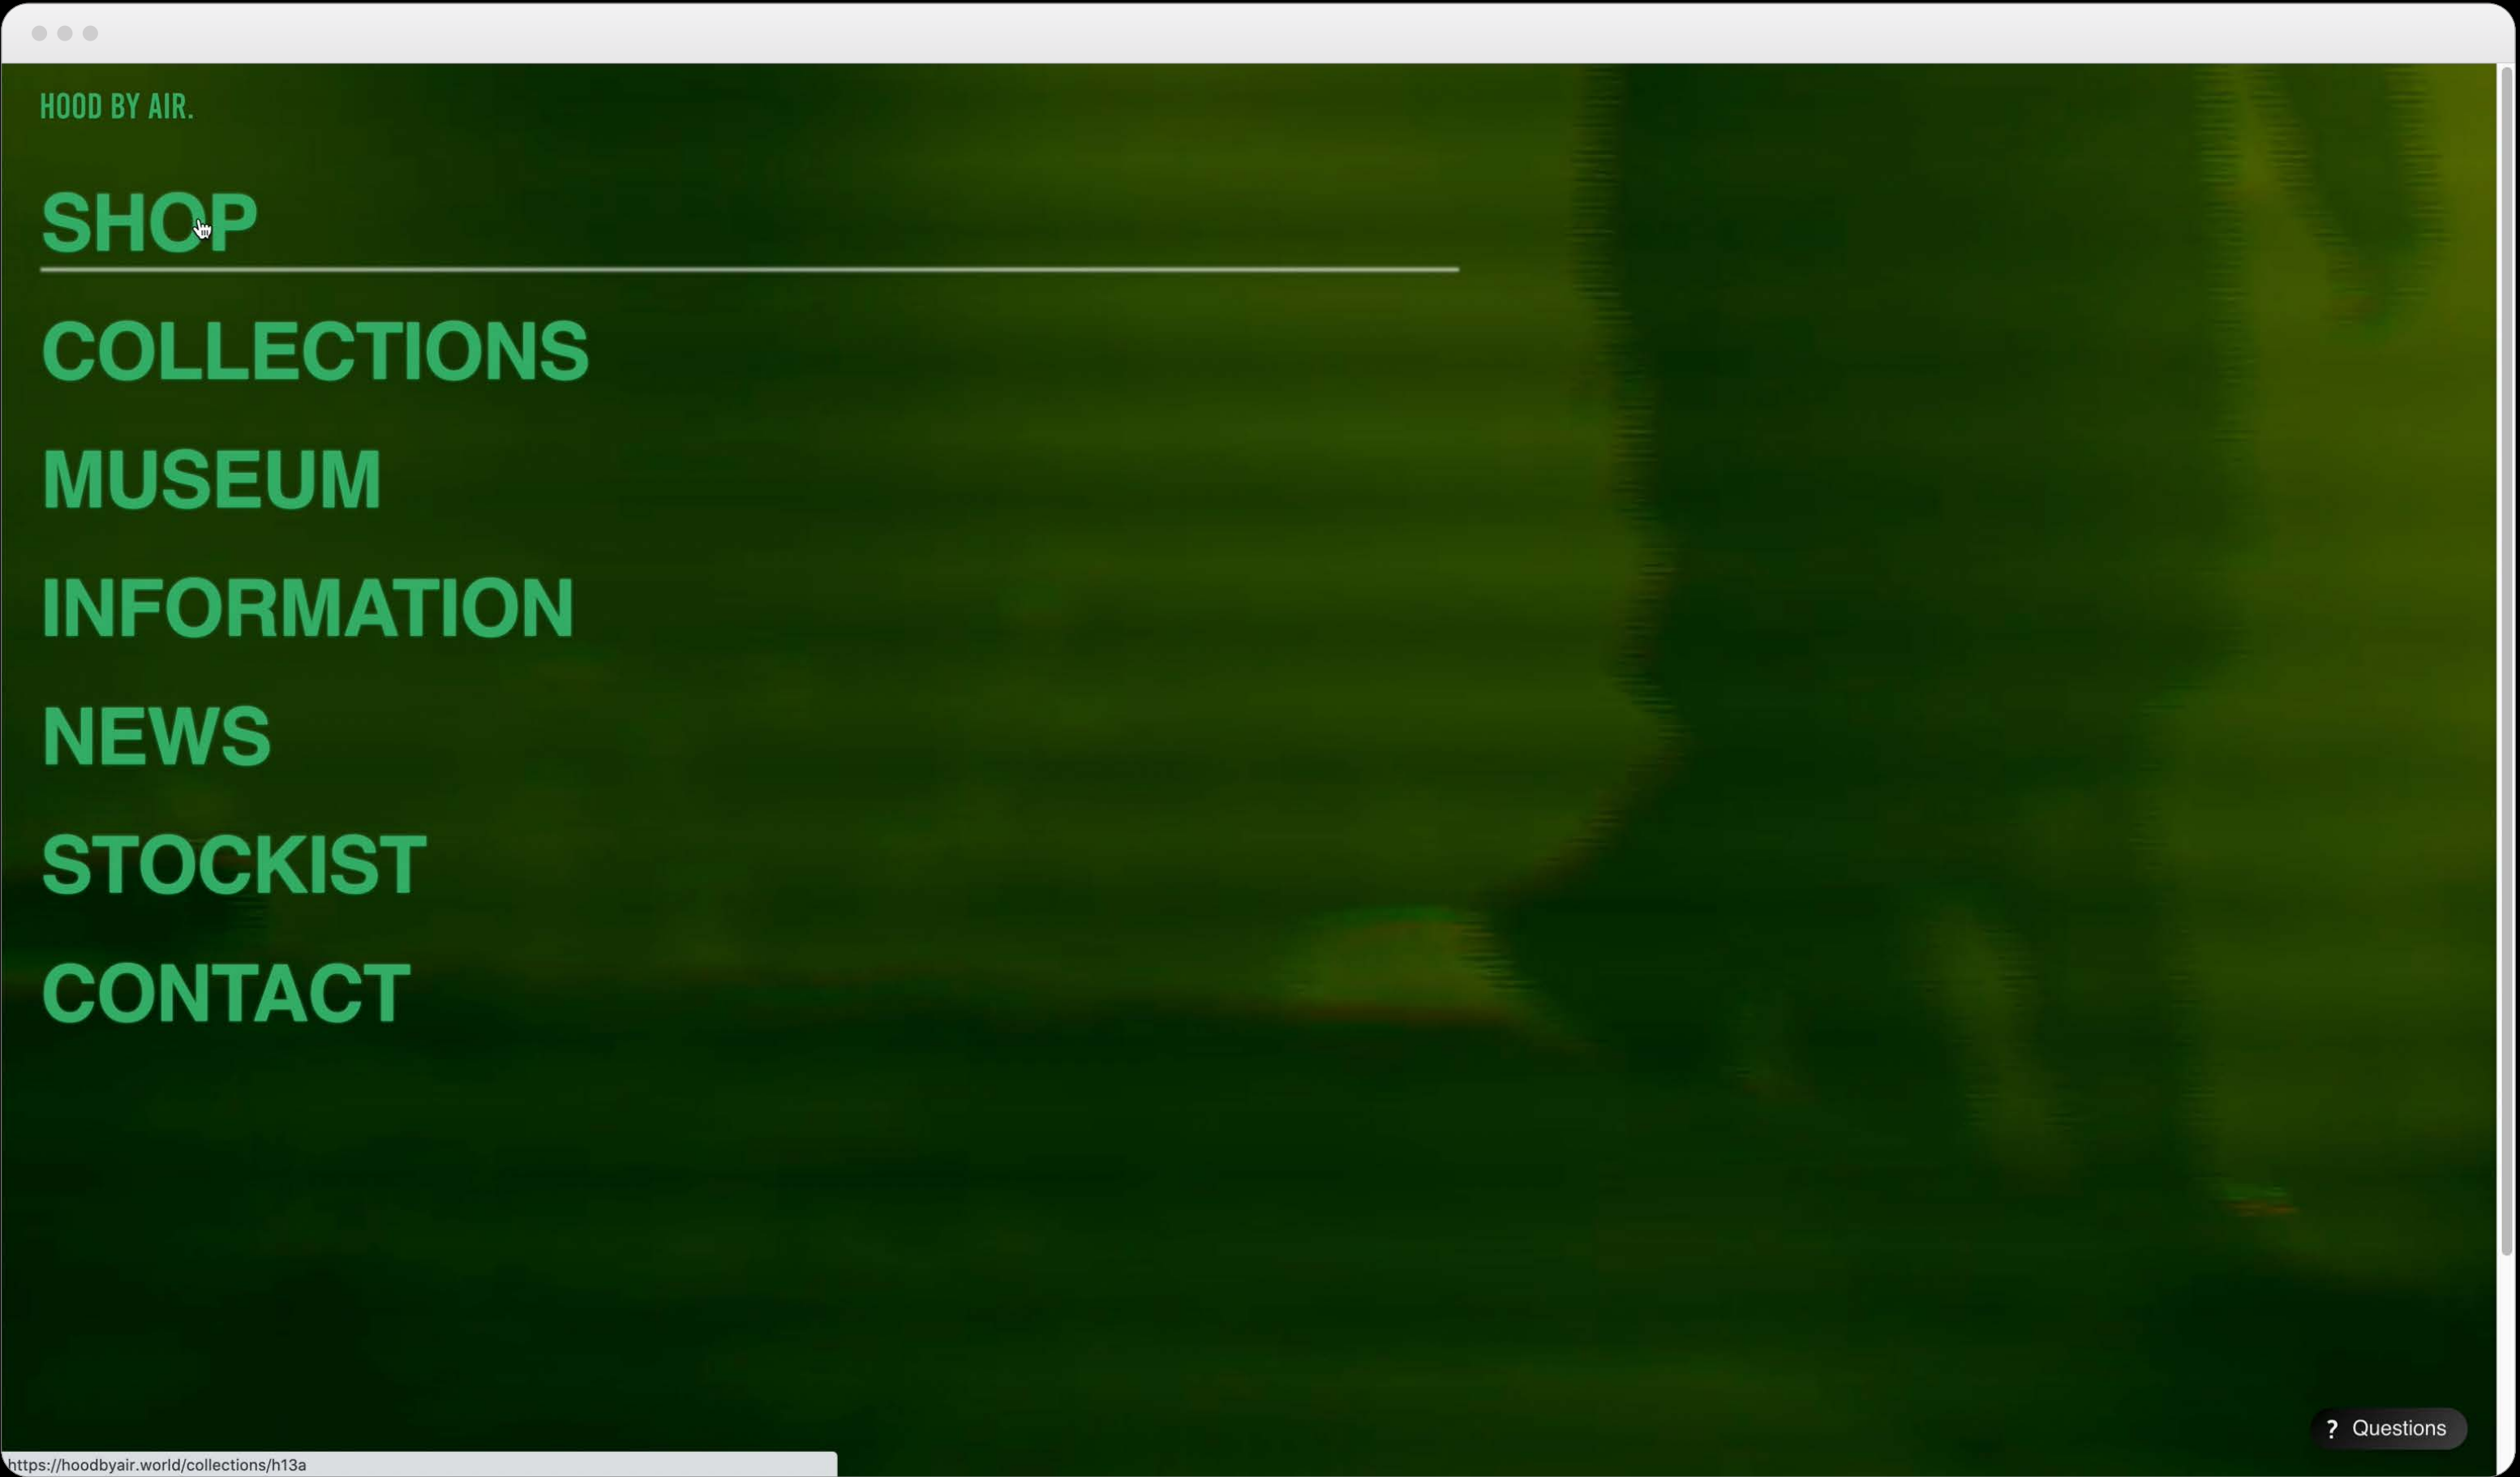 HOOD BY AIR.
SHOP
COLLECTIONS
MUSEUM
INFORMATION
NEWS
STOCKIST
CONTACT
? Questions
https://hoodbyair.world/collections/h13a